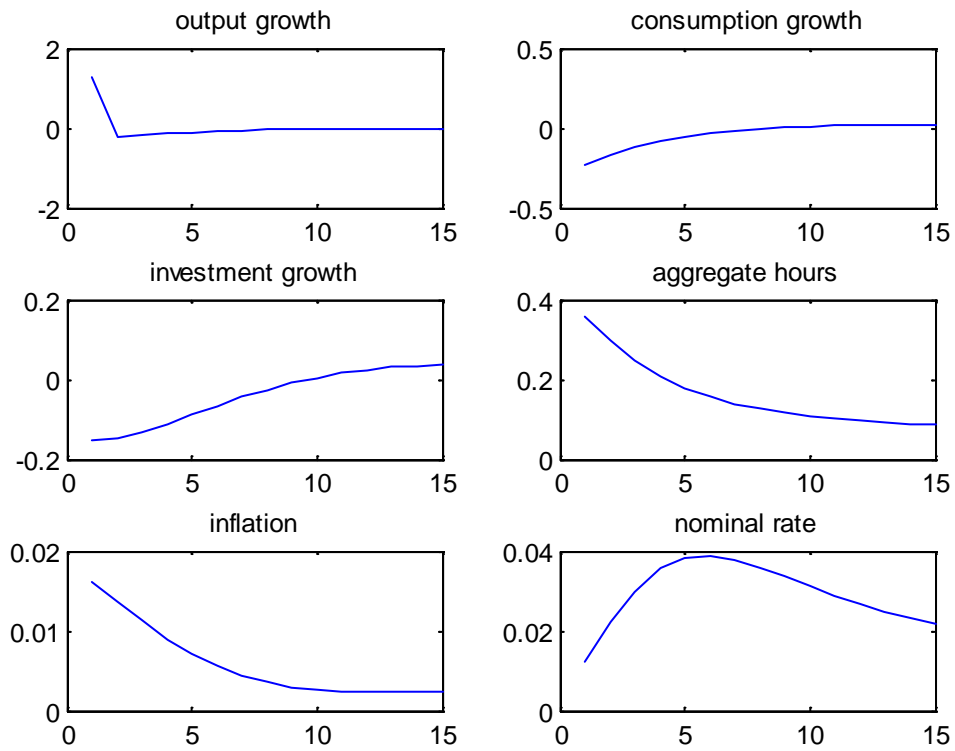 output growth
2
0
-2
0 5 10 15
consumption growth
0.5
0
-0.5
0 5 10 15
investment growth
0.2
0
-0.2
0 5 10 15
aggregate hours
0.4
0.2
0
0 5 10 15
inflation
0.02
0.01
0
0 5 10 15
nominal rate
0.04
0.02
0
0 5 10 15